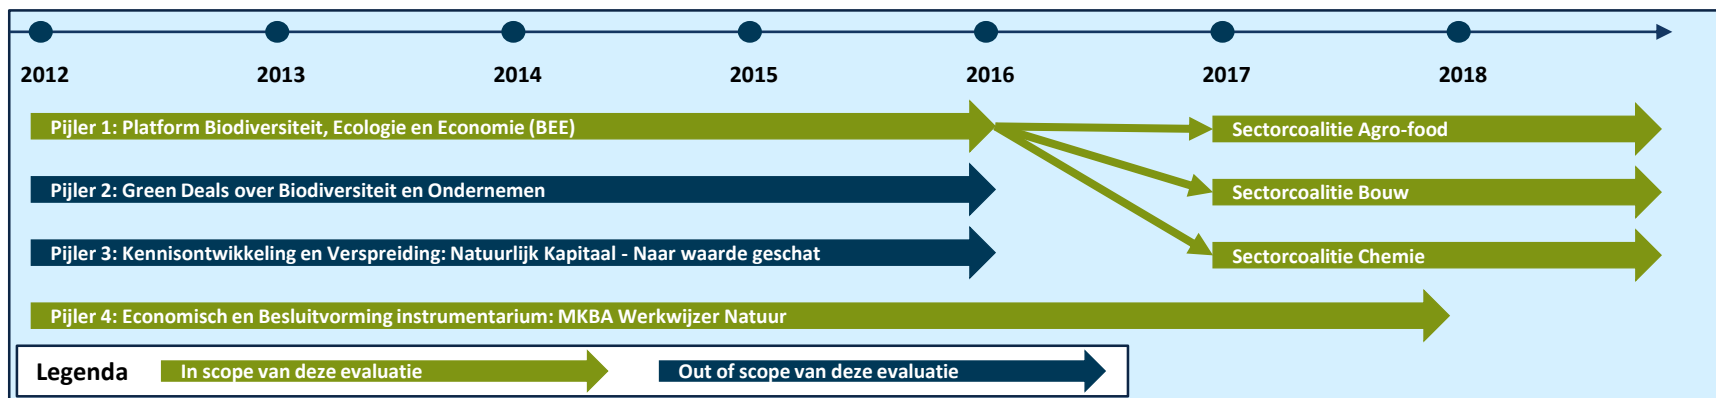 2012 2013 2014 2015 2016 2017 2018
Pijler 1: Platform Biodiversiteit, Ecologie en Economie (BEE)
Sectorcoalitie Agro-food
Pijler 2: Green Deals over Biodiversiteit en Ondernemen
Sectorcoalitie Bouw
Pijler 3: Kennisontwikkeling en Verspreiding: Natuurlijk Kapitaal - Naar waarde geschat
Sectorcoalitie Chemie
Pijler 4: Economisch en Besluitvorming instrumentarium: MKBA Werkwijzer Natuur
Legenda
In scope van deze evaluatie
Out of scope van deze evaluatie